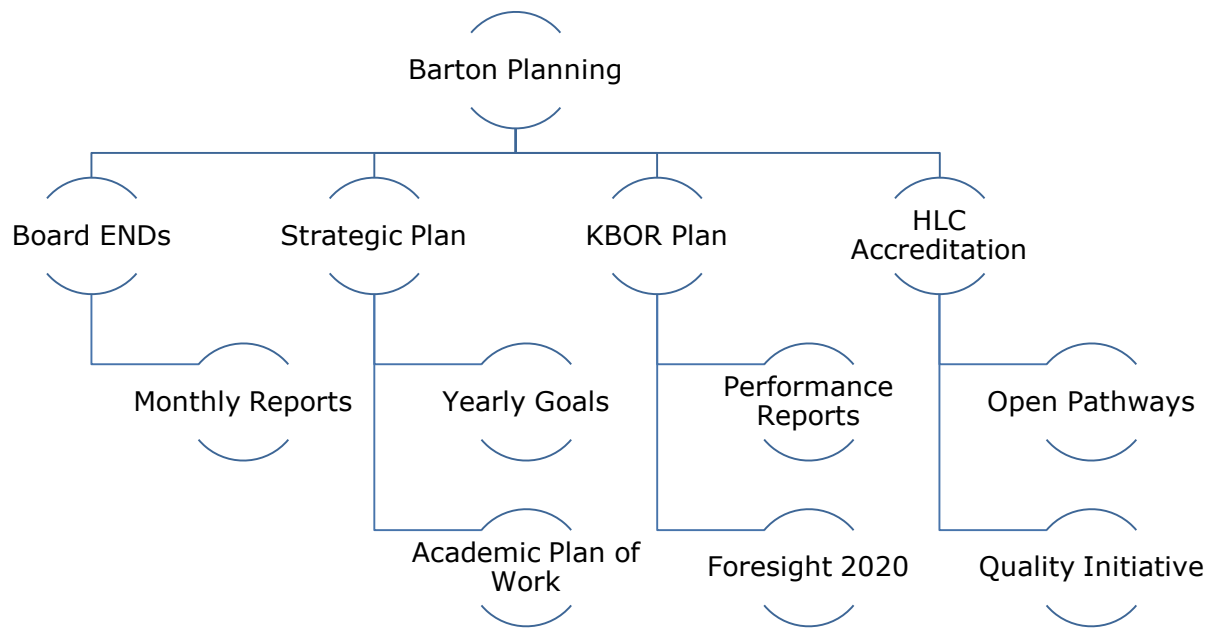 Barton Planning
Board ENDs
Strategic Plan
KBOR Plan
HLC
Accreditation
Monthly Reports
Yearly Goals
Performance
Reports
Open Pathways
Academic Plan of
Work
Foresight 2020
Quality Initiative